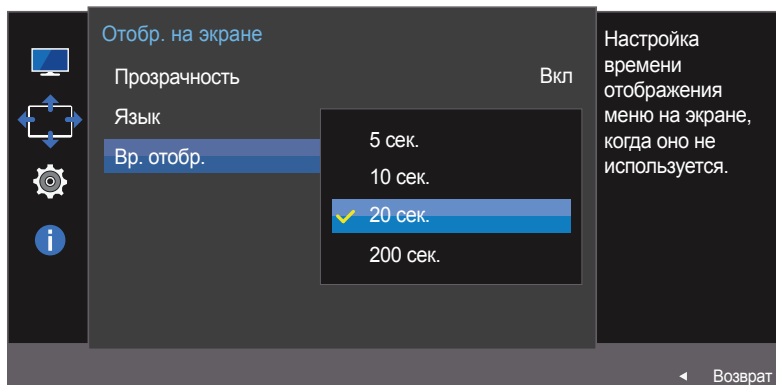 Отобр. на экране
Прозрачность Вкл
Язык
Вр. отобр.
5 сек.
10 сек.
20 сек.
200 сек.
Настройка
времени
отображения
меню на экране,
когда оно не
используется.
Возврат